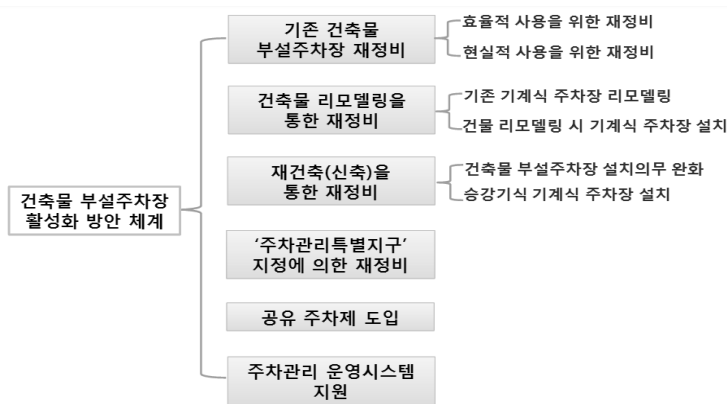 기존 건축물
부설주차장 재정비
효율적 사용을 위한 재정비
현실적 사용을 위한 재정비
건축물 리모델링을
통한 재정비
기존 기계식 주차장 리모델링
건물 리모델링 시 기계식 주차장 설치
재건축(신축)을
통한 재정비
건축물 부설주차장 설치의무 완화
승강기식 기계식 주차장 설치
건축물 부설주차장
활성화 방안 체계
‘주차관리특별지구’
지정에 의한 재정비
공유 주차제 도입
주차관리 운영시스템
지원